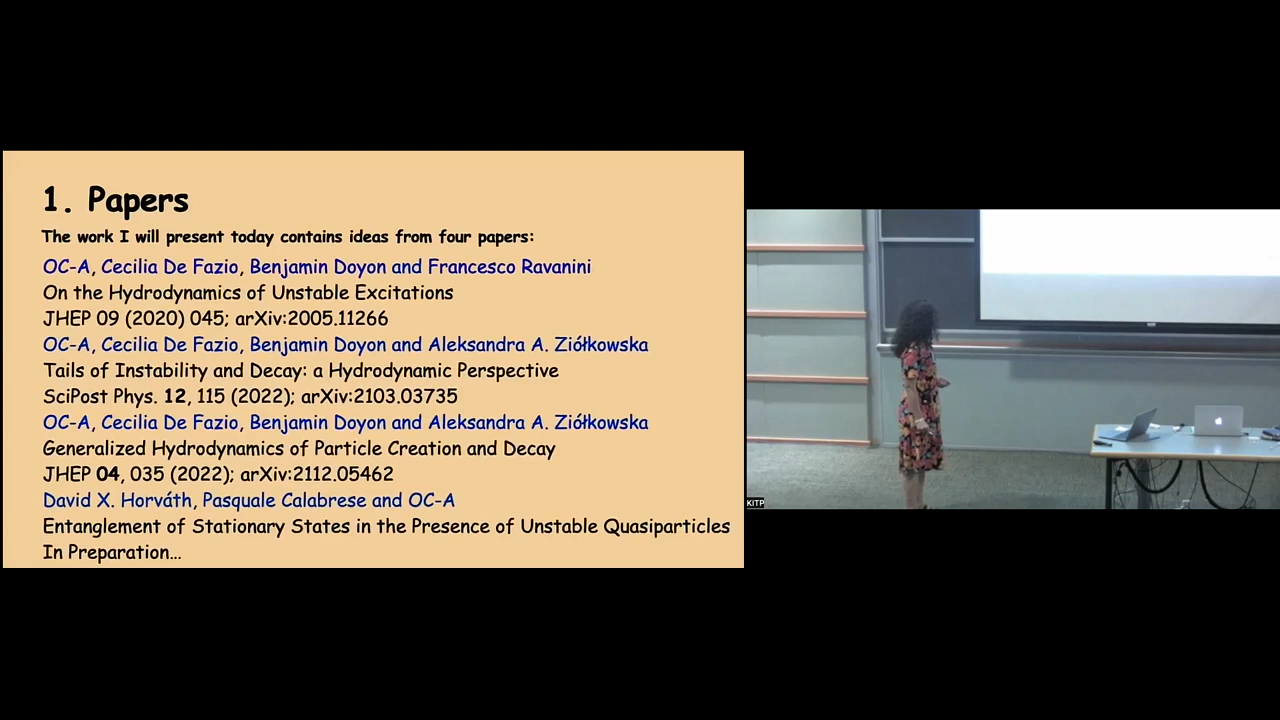 1. Papers
The work I will present today contains ideas from four papers:
OC-A, Cecilia De Fazio, Benjamin Doyon and Francesco Ravanini
On the Hydrodynamics of Unstable Excitations
JHEP 09 (2020) 045; arXiv:2005.11266
OC-A, Cecilia De Fazio, Benjamin Doyon and Aleksandra A. Ziółkowska
Tails of Instability and Decay: a Hydrodynamic Perspective
SciPost Phys. 12, 115 (2022); arXiv:2103.03735
OC-A, Cecilia De Fazio, Benjamin Doyon and Aleksandra A. Ziółkowska
Generalized Hydrodynamics of Particle Creation and Decay
JHEP 04, 035 (2022); arXiv:2112.05462
David X. Horváth, Pasquale Calabrese and OC-A
Entanglement of Stationary States in the Presence of Unstable Quasiparticles
In Preparation…
KITP